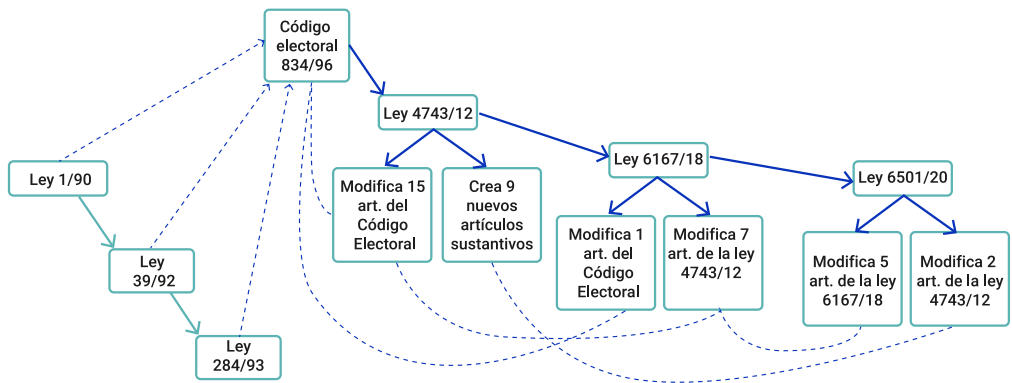 Código
electoral
834/96
Ley 4743/12
Ley 6167/18
Ley 1/90
Ley 6501/20
Modifica 15
art. del
Código
Electoral
Crea 9
nuevos
artículos
sustantivos
Modifica 1
art. del
Código
Electoral
Modifica 7
art. de la ley
4743/12
Modifica 5
art. de la ley
6167/18
Modifica 2
art. de la ley
4743/12
Ley
39/92
Ley
284/93